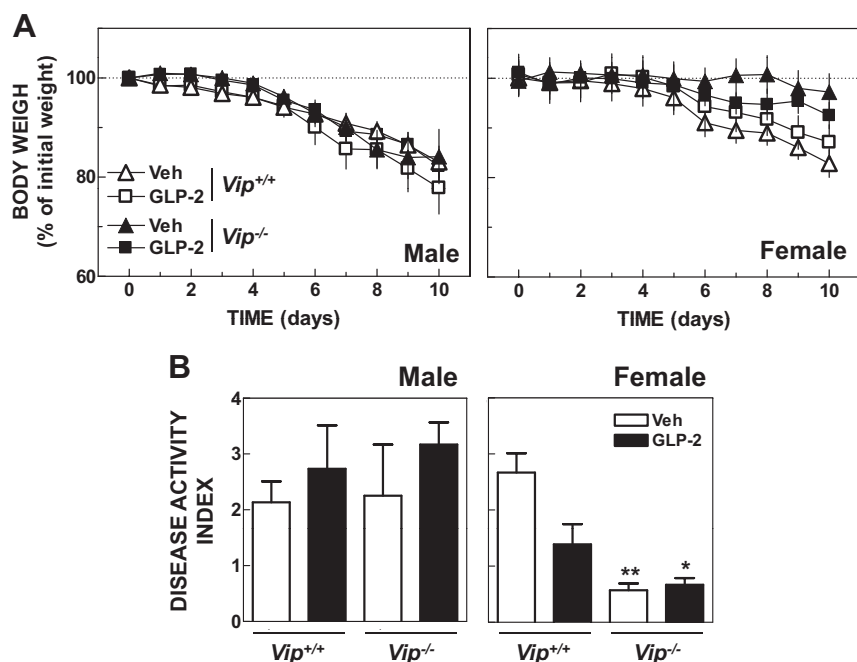 A
BODY WEIGH
(% of initial weight)
100
80
60
Veh
GLP-2
Vip+/+
Veh
GLP-2
Vip-/-
Male
0 2 4 6 8 10
TIME (days)
Female
0 2 4 6 8 10
TIME (days)
B
Male
Female
DISEASE ACTIVITY
INDEX
4
3
2
1
0
Veh
GLP-2
** *
Vip+/+ Vip-/- Vip+/+ Vip-/-